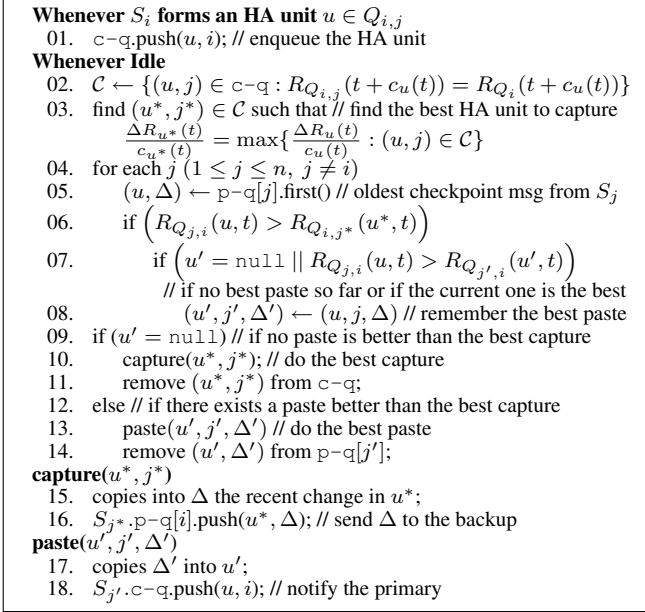 Whenever S_i forms an HA unit u ∈ Q_{i,j}
01. c-q.push(u, i); // enqueue the HA unit
Whenever Idle
02. C ← {(u, j) ∈ c-q : R_{Q_{i,j}}(t + c_u(t)) = R_{Q_i}(t + c_u(t))}
03. find (u*, j*) ∈ C such that // find the best HA unit to capture
ΔR_{u*}(t)/c_{u*}(t) = max{ΔR_u(t)/c_u(t) : (u, j) ∈ C}
04. for each j (1 ≤ j ≤ n, j ≠ i)
05. (u, Δ) ← p-q[j].first() // oldest checkpoint msg from S_j
06. if (R_{Q_{j,i}}(u, t) > R_{Q_{i,j*}}(u*, t))
07. if (u' = null || R_{Q_{j,i}}(u, t) > R_{Q_{j',i}}(u', t))
// if no best paste so far or if the current one is the best
08. (u', j', Δ') ← (u, j, Δ) // remember the best paste
09. if (u' = null) // if no paste is better than the best capture
10. capture(u*, j*); // do the best capture
11. remove (u*, j*) from c-q;
12. else // if there exists a paste better than the best capture
13. paste(u', j', Δ') // do the best paste
14. remove (u', Δ') from p-q[j'];
capture(u*, j*)
15. copies into Δ the recent change in u*;
16. S_{j*}.p-q[i].push(u*, Δ); // send Δ to the backup
paste(u', j', Δ')
17. copies Δ' into u';
18. S_{j'}.c-q.push(u, i); // notify the primary